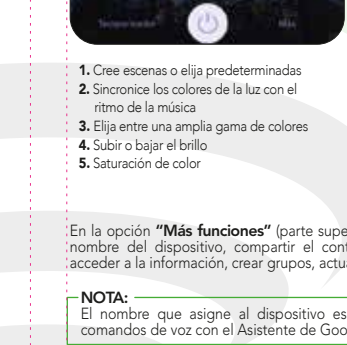 Temporizador
Más
1. Cree escenas o elija predeterminadas
2. Sincronice los colores de la luz con el
ritmo de la música
3. Elija entre una amplia gama de colores
4. Subir o bajar el brillo
5. Saturación de color
En la opción "Más funciones" (parte supe
nombre del dispositivo, compartir el con
acceder a la información, crear grupos, actu
NOTA:
El nombre que asigne al dispositivo es
comandos de voz con el Asistente de Goo